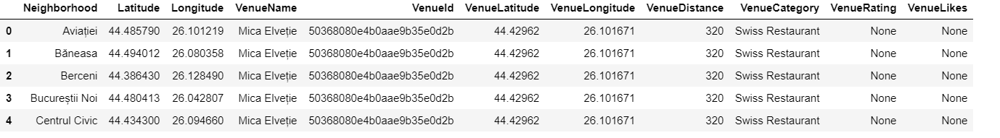 Neighborhood Latitude Longitude VenueName VenueId VenueLatitude VenueLongitude VenueDistance VenueCategory VenueRating VenueLikes
0 Aviației 44.485790 26.101219 Mica Elveție 50368080e4b0aae9b35e0d2b 44.42962 26.101671 320 Swiss Restaurant None None
1 Băneasa 44.494012 26.080358 Mica Elveție 50368080e4b0aae9b35e0d2b 44.42962 26.101671 320 Swiss Restaurant None None
2 Berceni 44.386430 26.128490 Mica Elveție 50368080e4b0aae9b35e0d2b 44.42962 26.101671 320 Swiss Restaurant None None
3 Bucureștii Noi 44.480413 26.042807 Mica Elveție 50368080e4b0aae9b35e0d2b 44.42962 26.101671 320 Swiss Restaurant None None
4 Centrul Civic 44.434300 26.094660 Mica Elveție 50368080e4b0aae9b35e0d2b 44.42962 26.101671 320 Swiss Restaurant None None